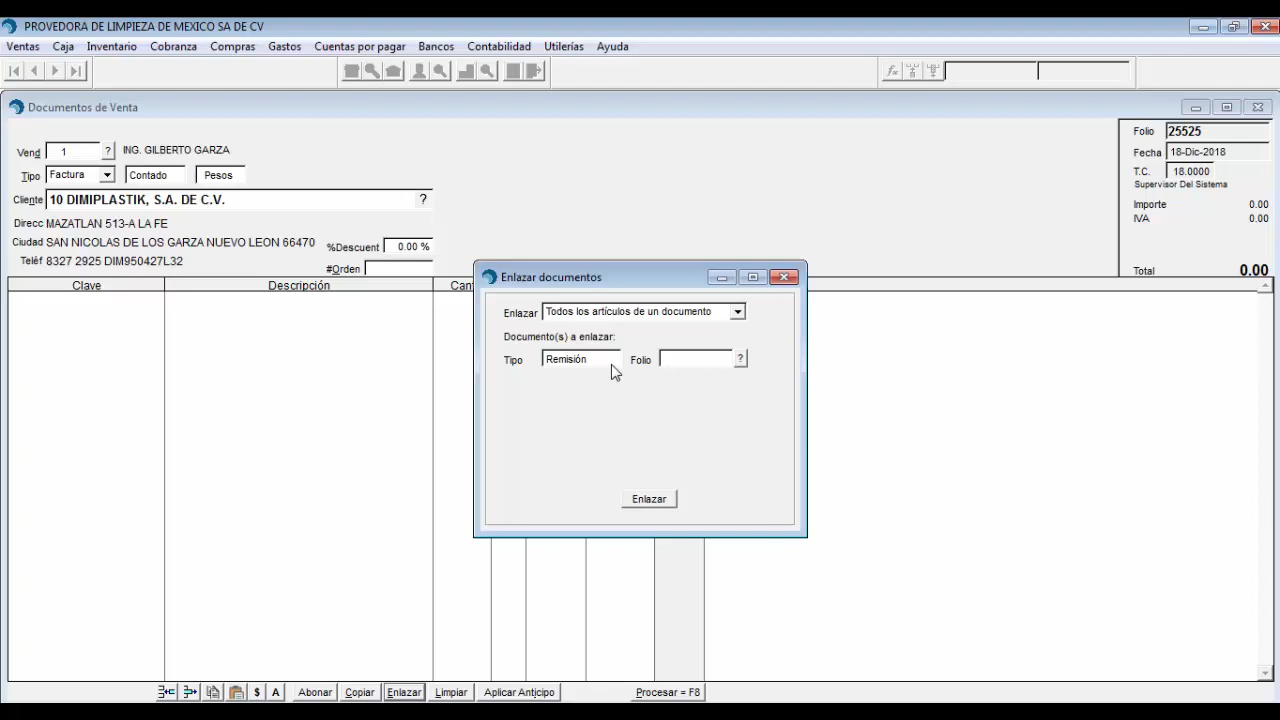 PROVEDORA DE LIMPIEZA DE MEXICO SA DE CV
Ventas Caja Inventario Cobranza Compras Gastos Cuentas por pagar Bancos Contabilidad Utilerías Ayuda
Documentos de Venta
Folio 25525
Vend 1 ? ING. GILBERTO GARZA
Fecha 18-Dic-2018
Tipo Factura Contado Pesos
T.C. 18.0000
Supervisor Del Sistema
Cliente 10 DIMIPLASTIK, S.A. DE C.V. ?
Importe 0.00
IVA 0.00
Direcc MAZATLAN 513-A LA FE
Ciudad SAN NICOLAS DE LOS GARZA NUEVO LEON 66470
%Descuent 0.00 %
Teléf 8327 2925 DIM950427L32
#Orden
Total 0.00
Clave Descripción Cant
Enlazar documentos
Enlazar Todos los artículos de un documento
Documento(s) a enlazar:
Tipo Remisión Folio ?
Enlazar
$ A Abonar Copiar Enlazar Limpiar Aplicar Anticipo Procesar = F8